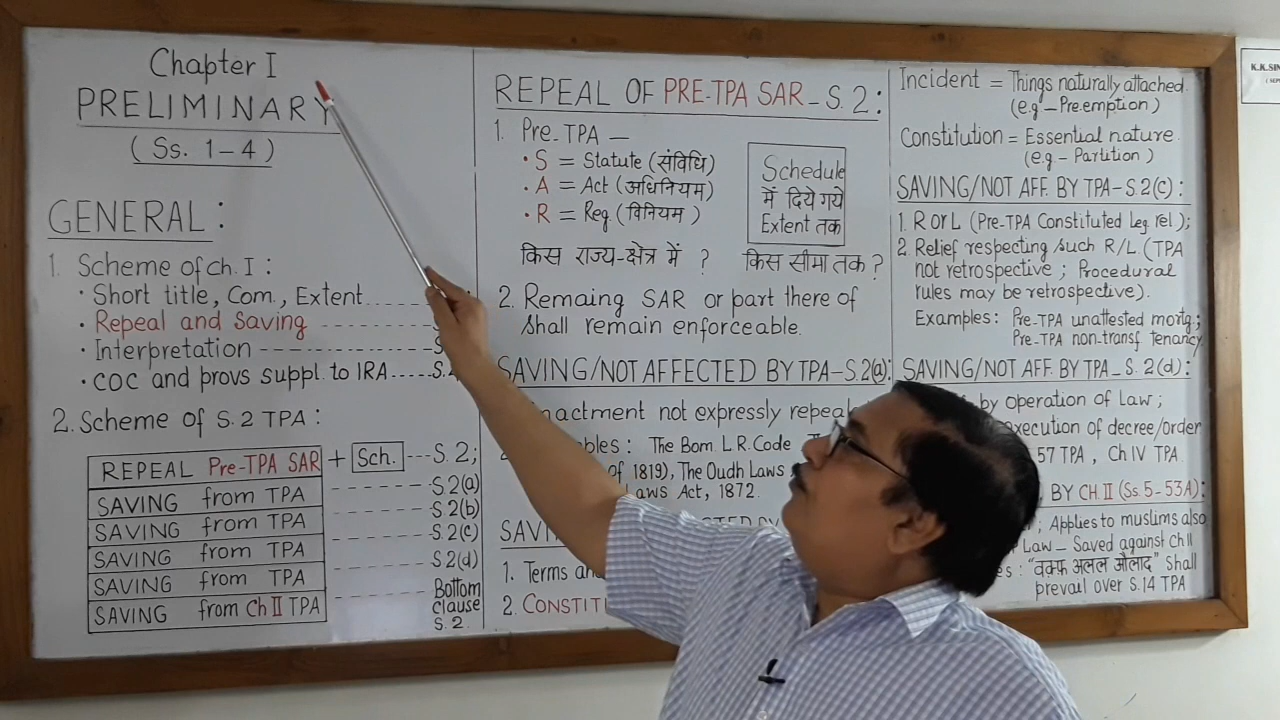 Chapter I
PRELIMINARY
(Ss. 1-4)
GENERAL:
1. Scheme of ch. I:
• Short title, Com., Extent
• Repeal and Saving
• Interpretation
• COC and provs suppl. to IRA.....S.
2. Scheme of S. 2 TPA:
REPEAL Pre-TPA SAR + Sch. ---S. 2;
SAVING from TPA S.2(a)
SAVING from TPA S.2(b)
SAVING from TPA S.2(c)
SAVING from TPA S.2(d)
SAVING from Ch II TPA Bottom
clause
S. 2.
REPEAL OF PRE-TPA SAR - S. 2:
1. Pre-TPA —
• S = Statute (संविधि)
• A = Act (अधिनियम)
• R = Reg (विनियम)
Schedule
में दिये गये
Extent तक
किस राज्य-क्षेत्र में ? किस सीमा तक ?
2. Remaing SAR or part there of
Shall remain enforceable.
SAVING/NOT AFFECTED BY TPA-S.2(a):
nactment not expressly repeal
bles : The Bom. L.R. Code
of 1819), The Oudh Laws
Laws Act, 1872.
1. Terms an
2. CONSTIT
Incident = Things naturally attached.
(e.g - Pre.emption)
Constitution = Essential nature.
(e.g - Partition)
SAVING/NOT AFF. BY TPA-S.2(c):
1. R or L (Pre-TPA Constituted Leg. rel);
2. Relief respecting such R/L (TPA
not retrospective ; Procedural
rules may be retrospective).
Examples: Pre-TPA unattested mortg.;
Pre-TPA non-transf tenancy
SAVING/NOT AFF. BY TPA_S. 2(d):
by operation of Law ;
xecution of decree/order
57 TPA, Ch IV TPA.
BY CH. II (Ss. 5-53A):
; Applies to muslims also
Law — Saved against ch II
es : "वक्फ़ अलल औलाद" Shall
prevail over S.14 TPA
K.K.SIN